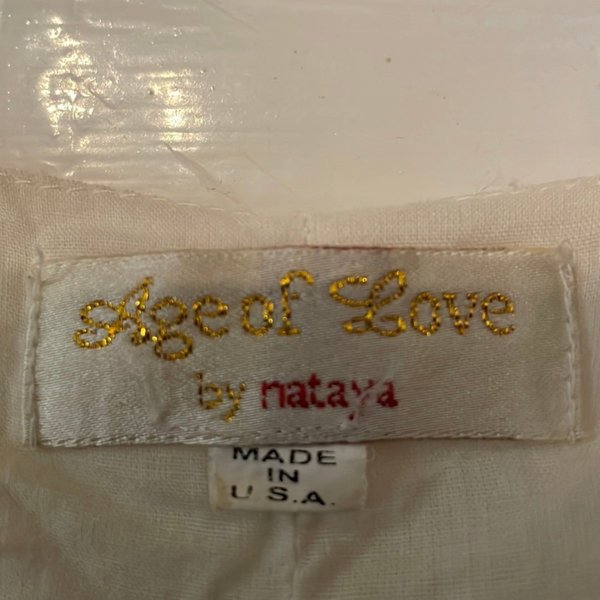 Age of Love
by nataya
MADE
IN
U.S.A.